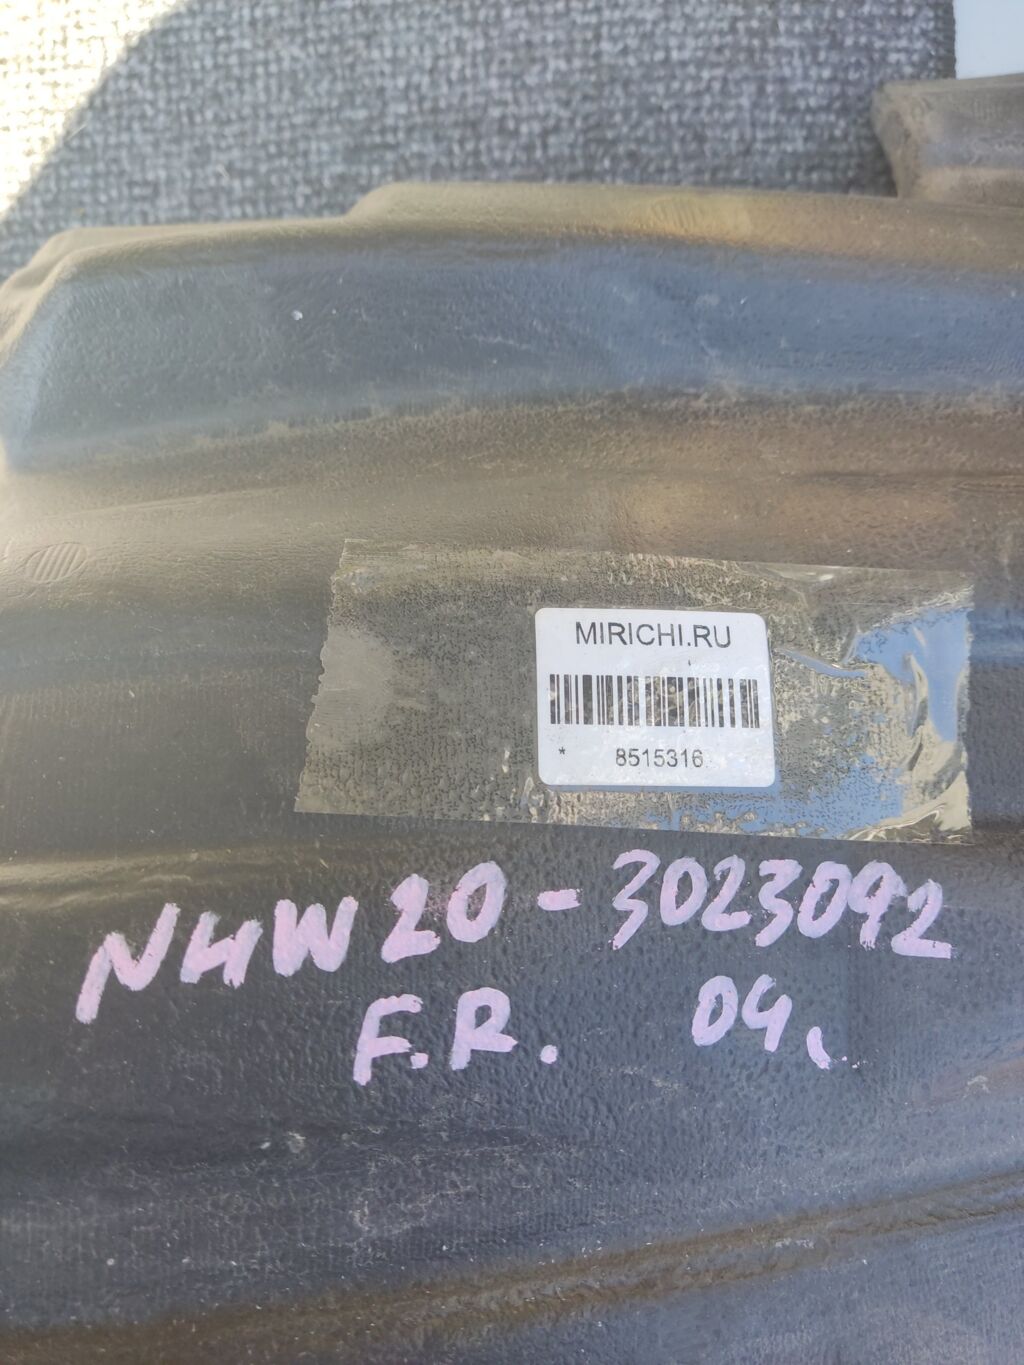 MIRICHI.RU
* 8515316
NHW20-3023092
F.R. 04.